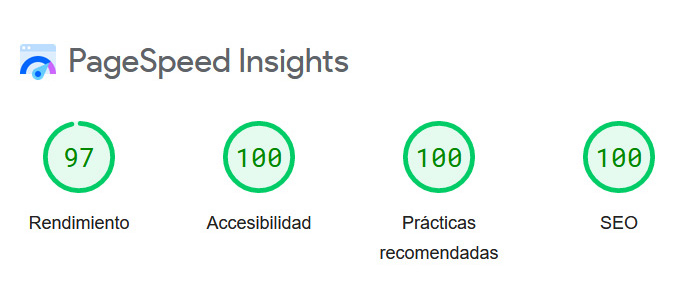 PageSpeed Insights
97
100
100
100
Rendimiento
Accesibilidad
Prácticas
recomendadas
SEO